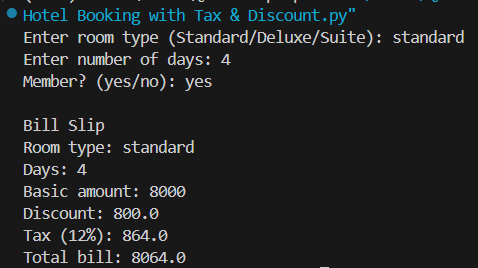 Hotel Booking with Tax & Discount.py"
Enter room type (Standard/Deluxe/Suite): standard
Enter number of days: 4
Member? (yes/no): yes
Bill Slip
Room type: standard
Days: 4
Basic amount: 8000
Discount: 800.0
Tax (12%): 864.0
Total bill: 8064.0